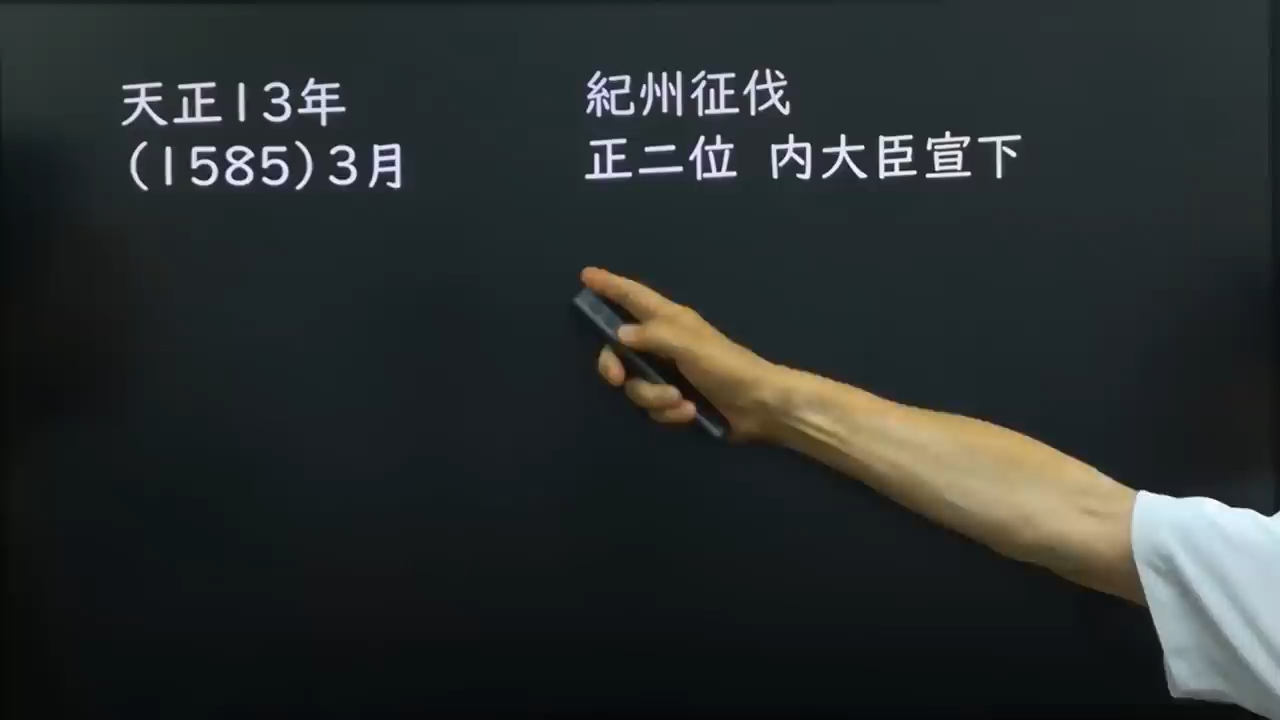 天正13年
(1585)3月
紀州征伐
正二位 内大臣宣下